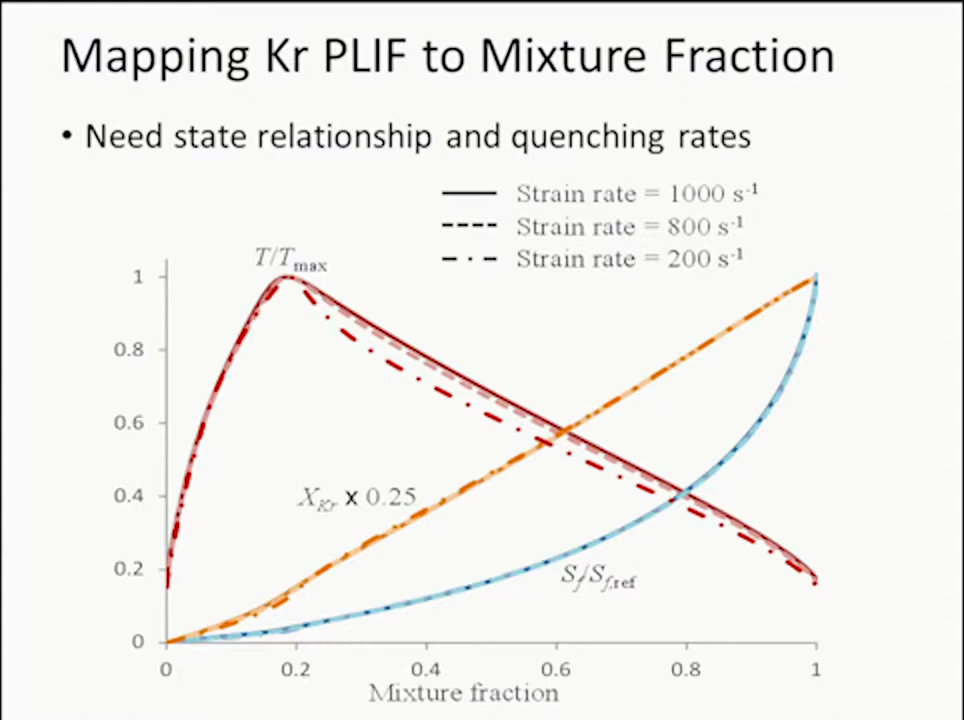 Mapping Kr PLIF to Mixture Fraction
• Need state relationship and quenching rates
Strain rate = 1000 s-1
Strain rate = 800 s-1
Strain rate = 200 s-1
T/Tmax
1
0.8
0.6
0.4
0.2
0
XKr x 0.25
Sf/Sf,ref
0 0.2 0.4 0.6 0.8 1
Mixture fraction